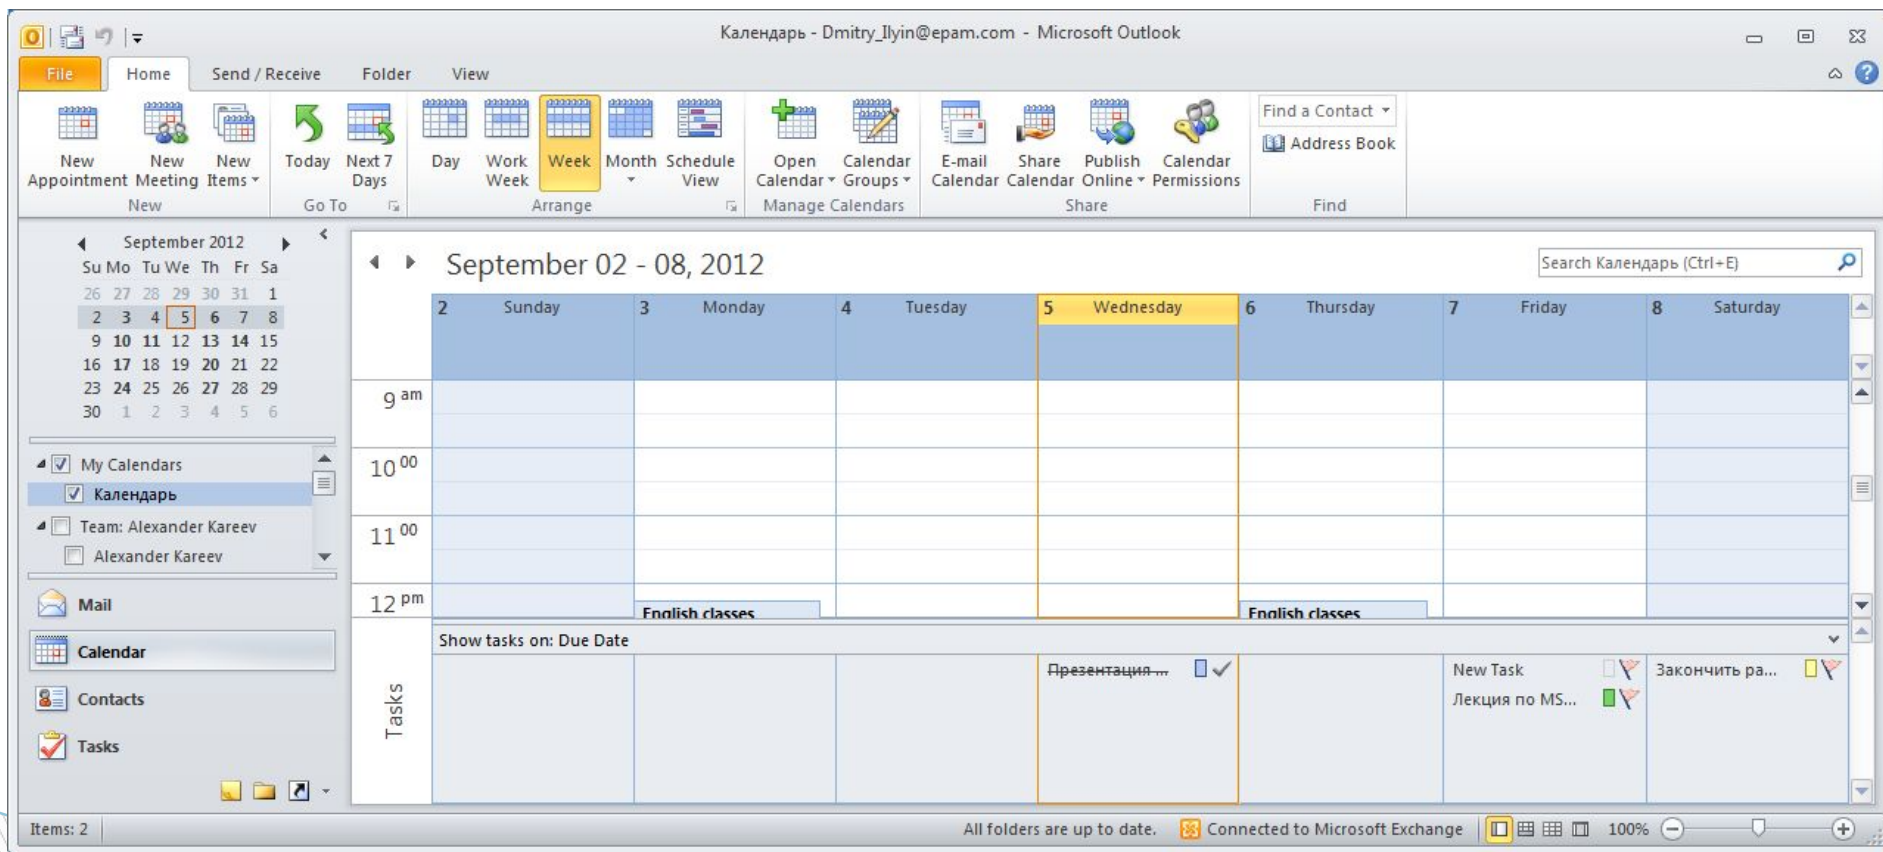 Календарь - Dmitry_Ilyin@epam.com - Microsoft Outlook
File Home Send / Receive Folder View
New Appointment
New Meeting
New Items
Today
Next 7 Days
Day
Work Week
Week
Month
Schedule View
Open Calendar
Calendar Groups
E-mail Calendar
Share Calendar
Publish Online
Calendar Permissions
Find a Contact
Address Book
New Go To Arrange Manage Calendars Share Find
September 2012
Su Mo Tu We Th Fr Sa
26 27 28 29 30 31 1
2 3 4 5 6 7 8
9 10 11 12 13 14 15
16 17 18 19 20 21 22
23 24 25 26 27 28 29
30 1 2 3 4 5 6
My Calendars
Календарь
Team: Alexander Kareev
Alexander Kareev
Mail
Calendar
Contacts
Tasks
September 02 - 08, 2012
Search Календарь (Ctrl+E)
2 Sunday 3 Monday 4 Tuesday 5 Wednesday 6 Thursday 7 Friday 8 Saturday
9 am
10 00
11 00
12 pm
English classes English classes
Show tasks on: Due Date
Tasks
Презентация ... New Task Закончить ра...
Лекция по MS...
Items: 2 All folders are up to date. Connected to Microsoft Exchange 100%